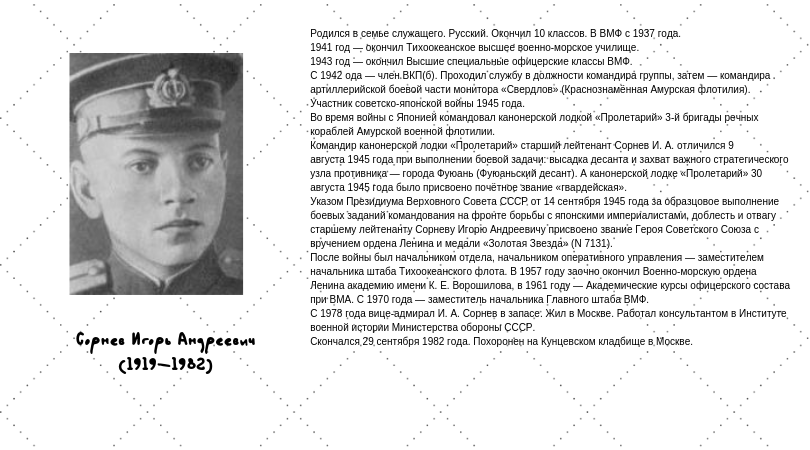 Родился в семье служащего. Русский. Окончил 10 классов. В ВМФ с 1937 года.
1941 год — окончил Тихоокеанское высшее военно-морское училище.
1943 год — окончил Высшие специальные офицерские классы ВМФ.
С 1942 ода — член.ВКП(б). Проходил службу в должности командира группы, затем — командира
артиллерийской боевой части монитора «Свердлов» (Краснознамённая Амурская флотилия).
Участник советско-японской войны 1945 года.
Во время войны с Японией командовал канонерской лодкой «Пролетарий» 3-й бригады речных
кораблей Амурской военной флотилии.
Командир канонерской лодки «Пролетарий» старший лейтенант Сорнев И. А. отличился 9
августа 1945 года при выполнении боевой задачи: высадка десанта и захват важного стратегического
узла противника — города Фуюань (Фуюаньский десант). А канонерской лодке «Пролетарий» 30
августа 1945 года было присвоено почётное звание «гвардейская».
Указом Президиума Верховного Совета СССР от 14 сентября 1945 года за образцовое выполнение
боевых заданий командования на фронте борьбы с японскими империалистами, доблесть и отвагу
старшему лейтенанту Сорневу Игорю Андреевичу присвоено звание Героя Советского Союза с
вручением ордена Ленина и медали «Золотая Звезда» (N 7131).
После войны был начальником отдела, начальником оперативного управления — заместителем
начальника штаба Тихоокеанского флота. В 1957 году заочно окончил Военно-морскую ордена
Ленина академию имени К. Е. Ворошилова, в 1961 году — Академические курсы офицерского состава
при ВМА. С 1970 года — заместитель начальника Главного штаба ВМФ.
С 1978 года вице-адмирал И. А. Сорнев в запасе. Жил в Москве. Работал консультантом в Институте
военной истории Министерства обороны СССР.
Скончался 29 сентября 1982 года. Похоронен на Кунцевском кладбище в Москве.
Сорнев Игорь Андреевич
(1919—1982)